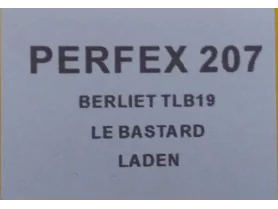 PERFEX 207
BERLIET TLB19
LE BASTARD
LADEN